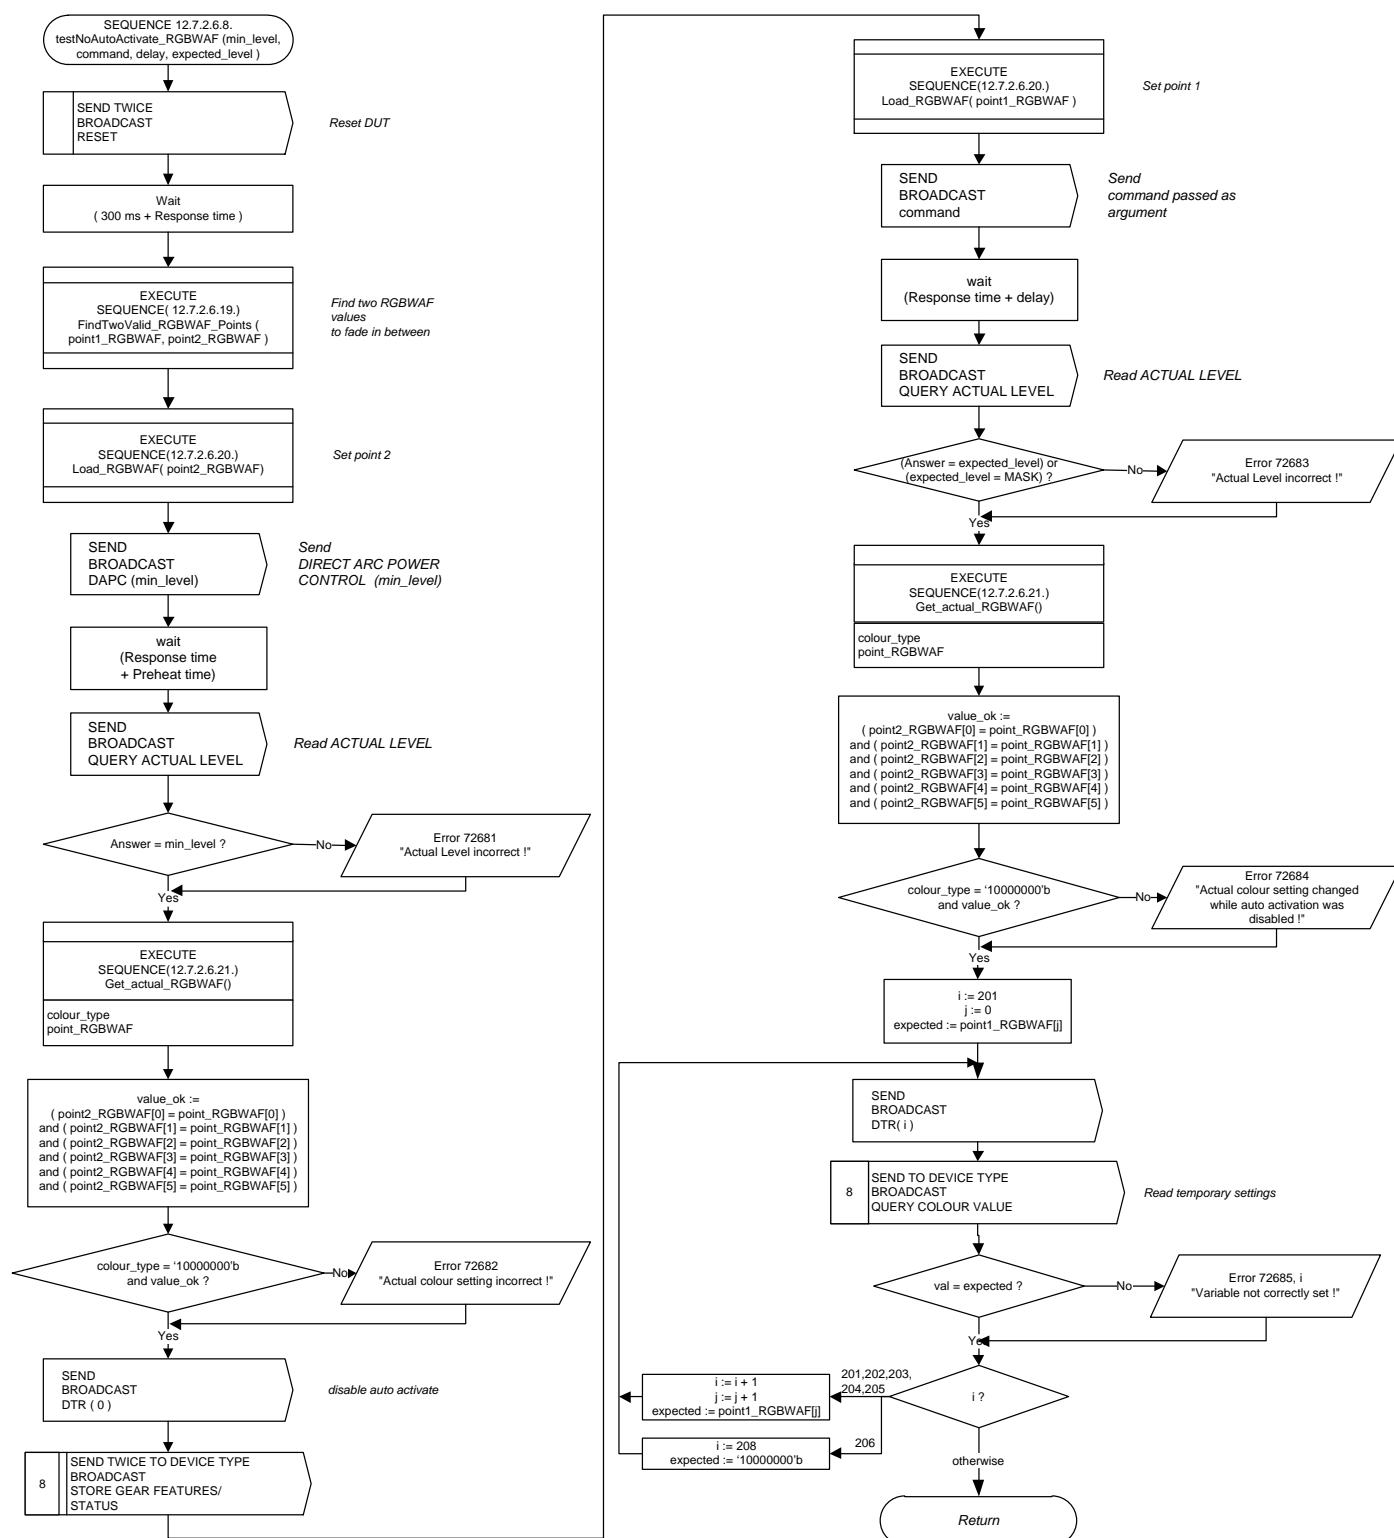 SEQUENCE 12.7.2.6.8.
testNoAutoActivate_RGBWAF (min_level,
command, delay, expected_level )
SEND TWICE
BROADCAST
RESET
Reset DUT
Wait
( 300 ms + Response time )
EXECUTE
SEQUENCE( 12.7.2.6.19.)
FindTwoValid_RGBWAF_Points (
point1_RGBWAF, point2_RGBWAF )
Find two RGBWAF
values
to fade in between
EXECUTE
SEQUENCE(12.7.2.6.20.)
Load_RGBWAF( point2_RGBWAF)
Set point 2
SEND
BROADCAST
DAPC (min_level)
Send
DIRECT ARC POWER
CONTROL (min_level)
wait
(Response time
+ Preheat time)
SEND
BROADCAST
QUERY ACTUAL LEVEL
Read ACTUAL LEVEL
Answer = min_level ?
No
Error 72681
"Actual Level incorrect !"
Yes
EXECUTE
SEQUENCE(12.7.2.6.21.)
Get_actual_RGBWAF()
colour_type
point_RGBWAF
value_ok :=
( point2_RGBWAF[0] = point_RGBWAF[0] )
and ( point2_RGBWAF[1] = point_RGBWAF[1] )
and ( point2_RGBWAF[2] = point_RGBWAF[2] )
and ( point2_RGBWAF[3] = point_RGBWAF[3] )
and ( point2_RGBWAF[4] = point_RGBWAF[4] )
and ( point2_RGBWAF[5] = point_RGBWAF[5] )
colour_type = ‘10000000’b
and value_ok ?
No
Error 72682
"Actual colour setting incorrect !"
Yes
SEND
BROADCAST
DTR ( 0 )
disable auto activate
8
SEND TWICE TO DEVICE TYPE
BROADCAST
STORE GEAR FEATURES/
STATUS
EXECUTE
SEQUENCE(12.7.2.6.20.)
Load_RGBWAF( point1_RGBWAF )
Set point 1
SEND
BROADCAST
command
Send
command passed as
argument
wait
(Response time + delay)
SEND
BROADCAST
QUERY ACTUAL LEVEL
Read ACTUAL LEVEL
(Answer = expected_level) or
(expected_level = MASK) ?
No
Error 72683
"Actual Level incorrect !"
Yes
EXECUTE
SEQUENCE(12.7.2.6.21.)
Get_actual_RGBWAF()
colour_type
point_RGBWAF
value_ok :=
( point2_RGBWAF[0] = point_RGBWAF[0] )
and ( point2_RGBWAF[1] = point_RGBWAF[1] )
and ( point2_RGBWAF[2] = point_RGBWAF[2] )
and ( point2_RGBWAF[3] = point_RGBWAF[3] )
and ( point2_RGBWAF[4] = point_RGBWAF[4] )
and ( point2_RGBWAF[5] = point_RGBWAF[5] )
colour_type = ‘10000000’b
and value_ok ?
No
Error 72684
"Actual colour setting changed
while auto activation was
disabled !"
Yes
i := 201
j := 0
expected := point1_RGBWAF[j]
SEND
BROADCAST
DTR( i )
8
SEND TO DEVICE TYPE
BROADCAST
QUERY COLOUR VALUE
Read temporary settings
val = expected ?
No
Error 72685, i
"Variable not correctly set !"
Yes
i ?
201,202,203,
204,205
i := i + 1
j := j + 1
expected := point1_RGBWAF[j]
206
i := 208
expected := ‘10000000’b
otherwise
Return